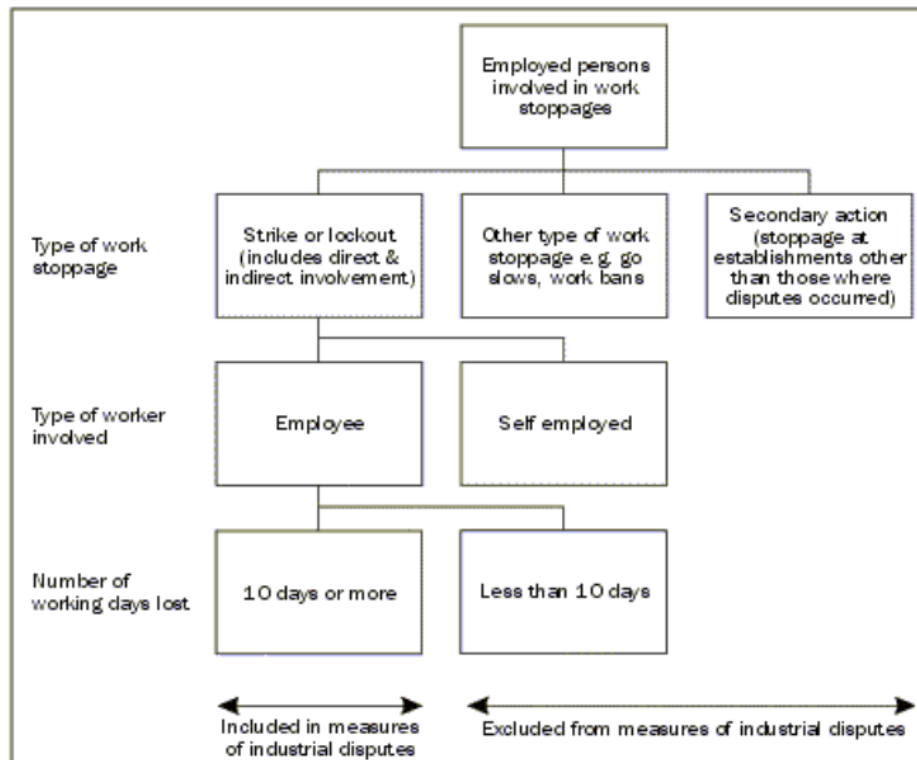 Employed persons
involved in work
stoppages
Type of work
stoppage
Strike or lockout
(includes direct &
indirect involvement)
Other type of work
stoppage e.g. go
slows, work bans
Secondary action
(stoppage at
establishments other
than those where
disputes occurred)
Type of worker
involved
Employee
Self employed
Number of
working days lost
10 days or more
Less than 10 days
Included in measures
of industrial disputes
Excluded from measures of industrial disputes